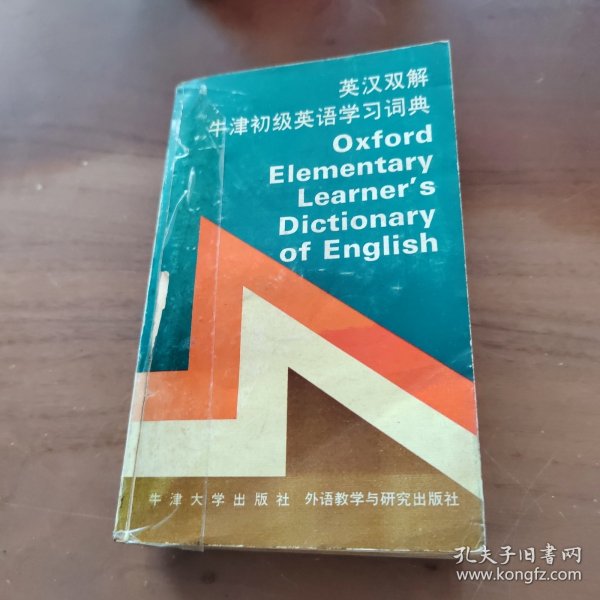 英汉双解
牛津初级英语学习词典
Oxford
Elementary
Learner's
Dictionary
of English
牛津大学出版社 外语教学与研究出版社
孔夫子旧书网
www.kongfz.com